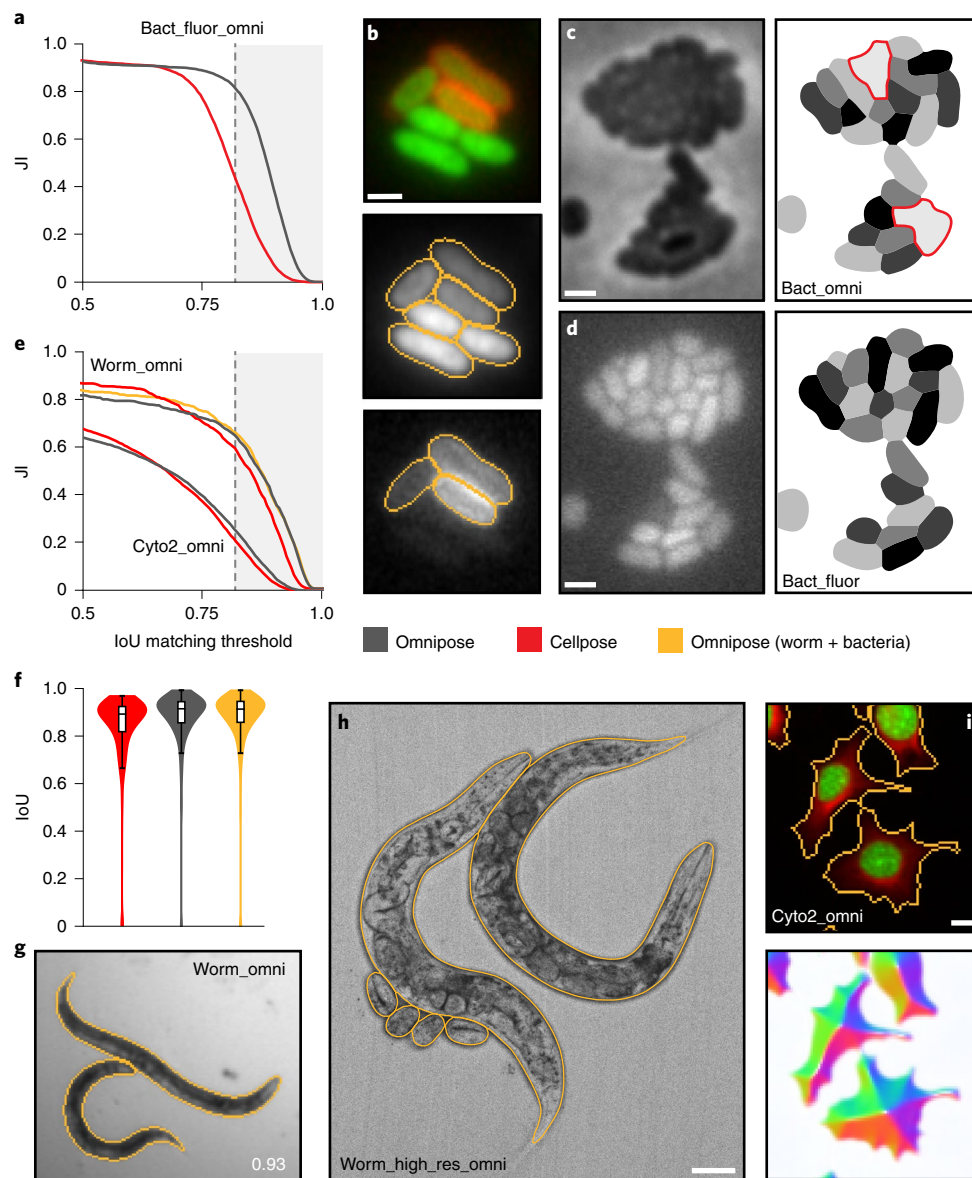 a
Bact_fluor_omni
1.0
0.8
0.6
0.4
0.2
0
JI
0.5
0.75
1.0
b
c
Bact_omni
d
Bact_fluor
e
Worm_omni
Cyto2_omni
1.0
0.8
0.6
0.4
0.2
0
JI
0.5
0.75
1.0
IoU matching threshold
Omnipose
Cellpose
Omnipose (worm + bacteria)
f
1.0
0.8
0.6
0.4
0.2
0
IoU
g
Worm_omni
0.93
h
Worm_high_res_omni
i
Cyto2_omni